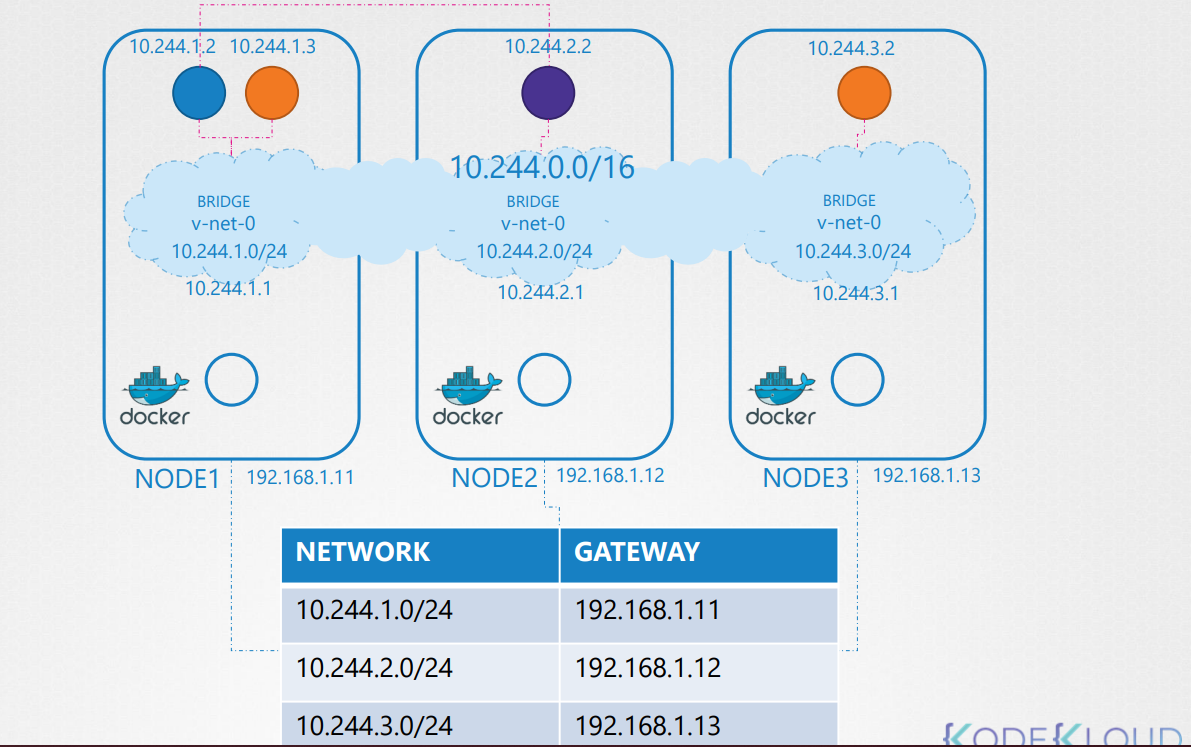 10.244.1.2 10.244.1.3
10.244.2.2
10.244.3.2
10.244.0.0/16
BRIDGE
v-net-0
10.244.1.0/24
10.244.1.1
BRIDGE
v-net-0
10.244.2.0/24
10.244.2.1
BRIDGE
v-net-0
10.244.3.0/24
10.244.3.1
docker
docker
docker
NODE1 192.168.1.11
NODE2 192.168.1.12
NODE3 192.168.1.13
NETWORK GATEWAY
10.244.1.0/24 192.168.1.11
10.244.2.0/24 192.168.1.12
10.244.3.0/24 192.168.1.13
KODEKLOUD